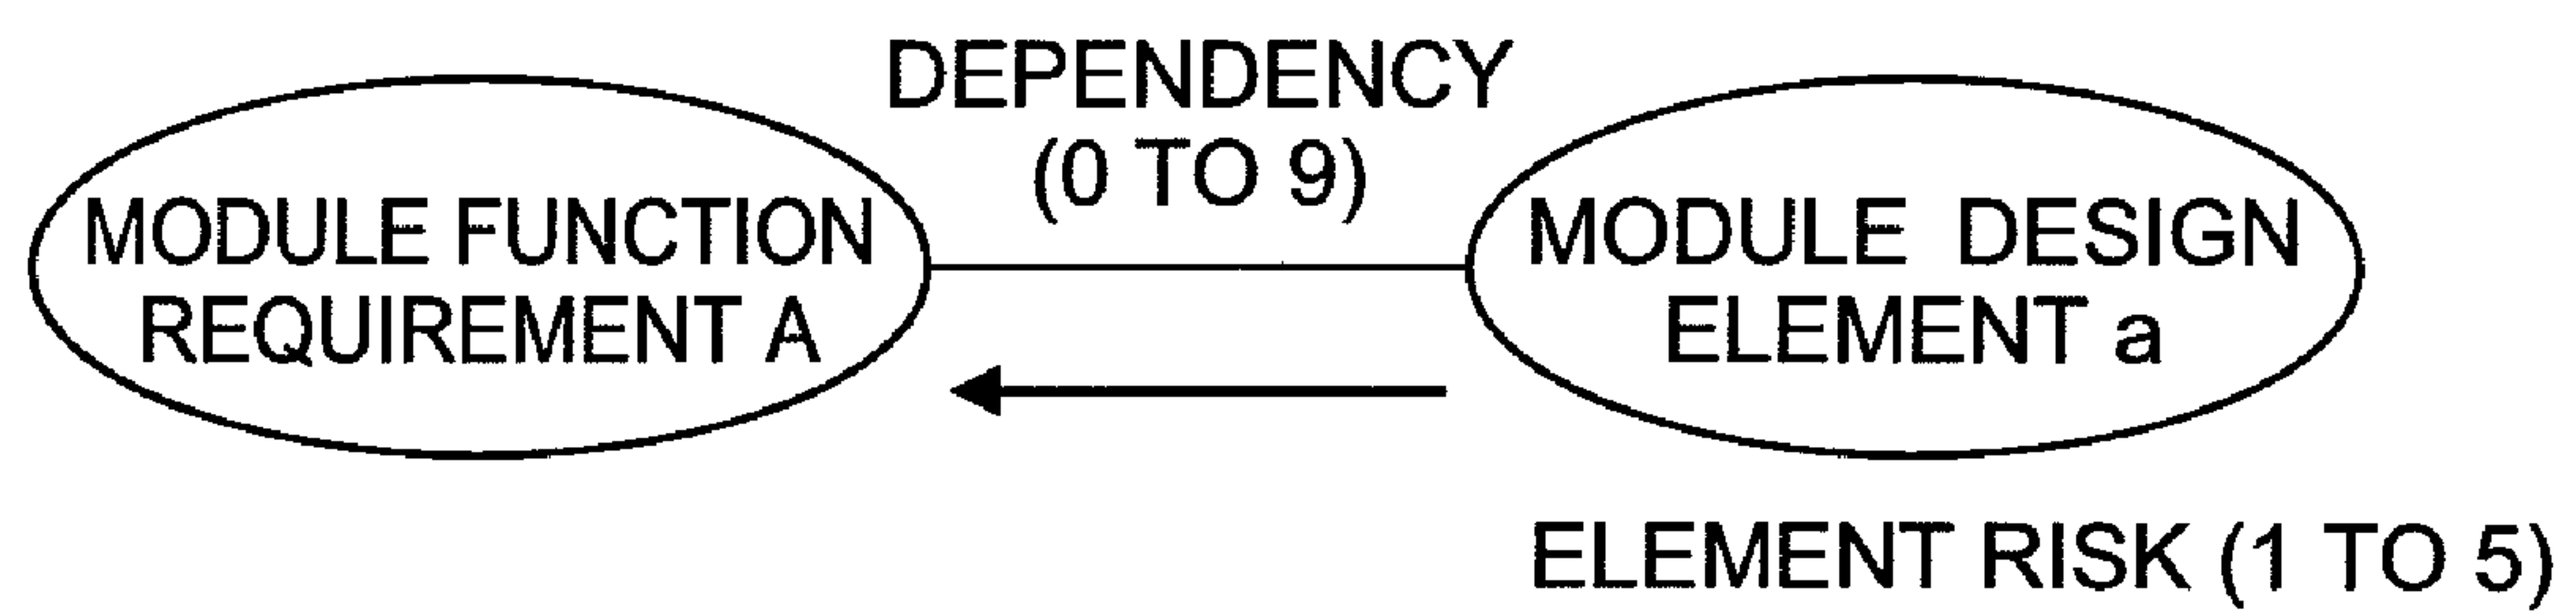 DEPENDENCY
(0 TO 9)
MODULE FUNCTION
REQUIREMENT A
MODULE DESIGN
ELEMENT a
ELEMENT RISK (1 TO 5)